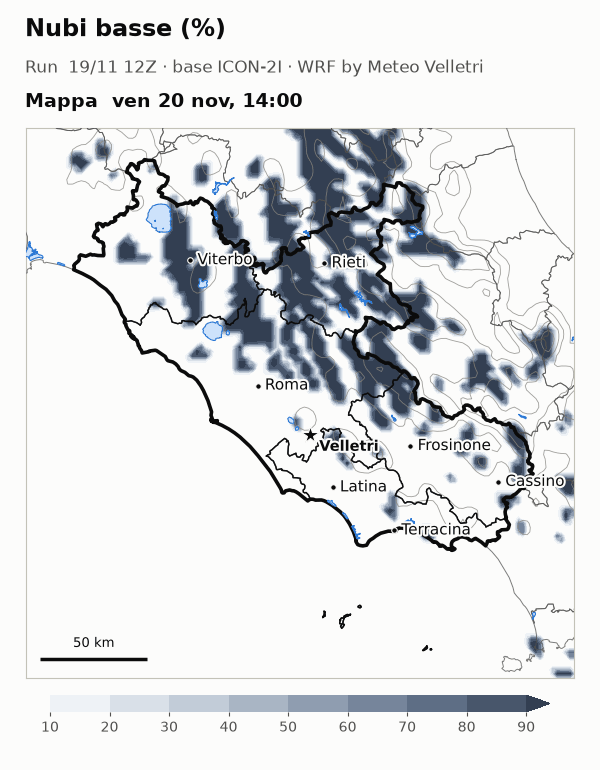 Nubi basse (%)
Run 19/11 12Z · base ICON-2I · WRF by Meteo Velletri
Mappa ven 20 nov, 14:00
Viterbo
Rieti
Roma
Velletri
Frosinone
Latina
Cassino
Terracina
50 km
10 20 30 40 50 60 70 80 90